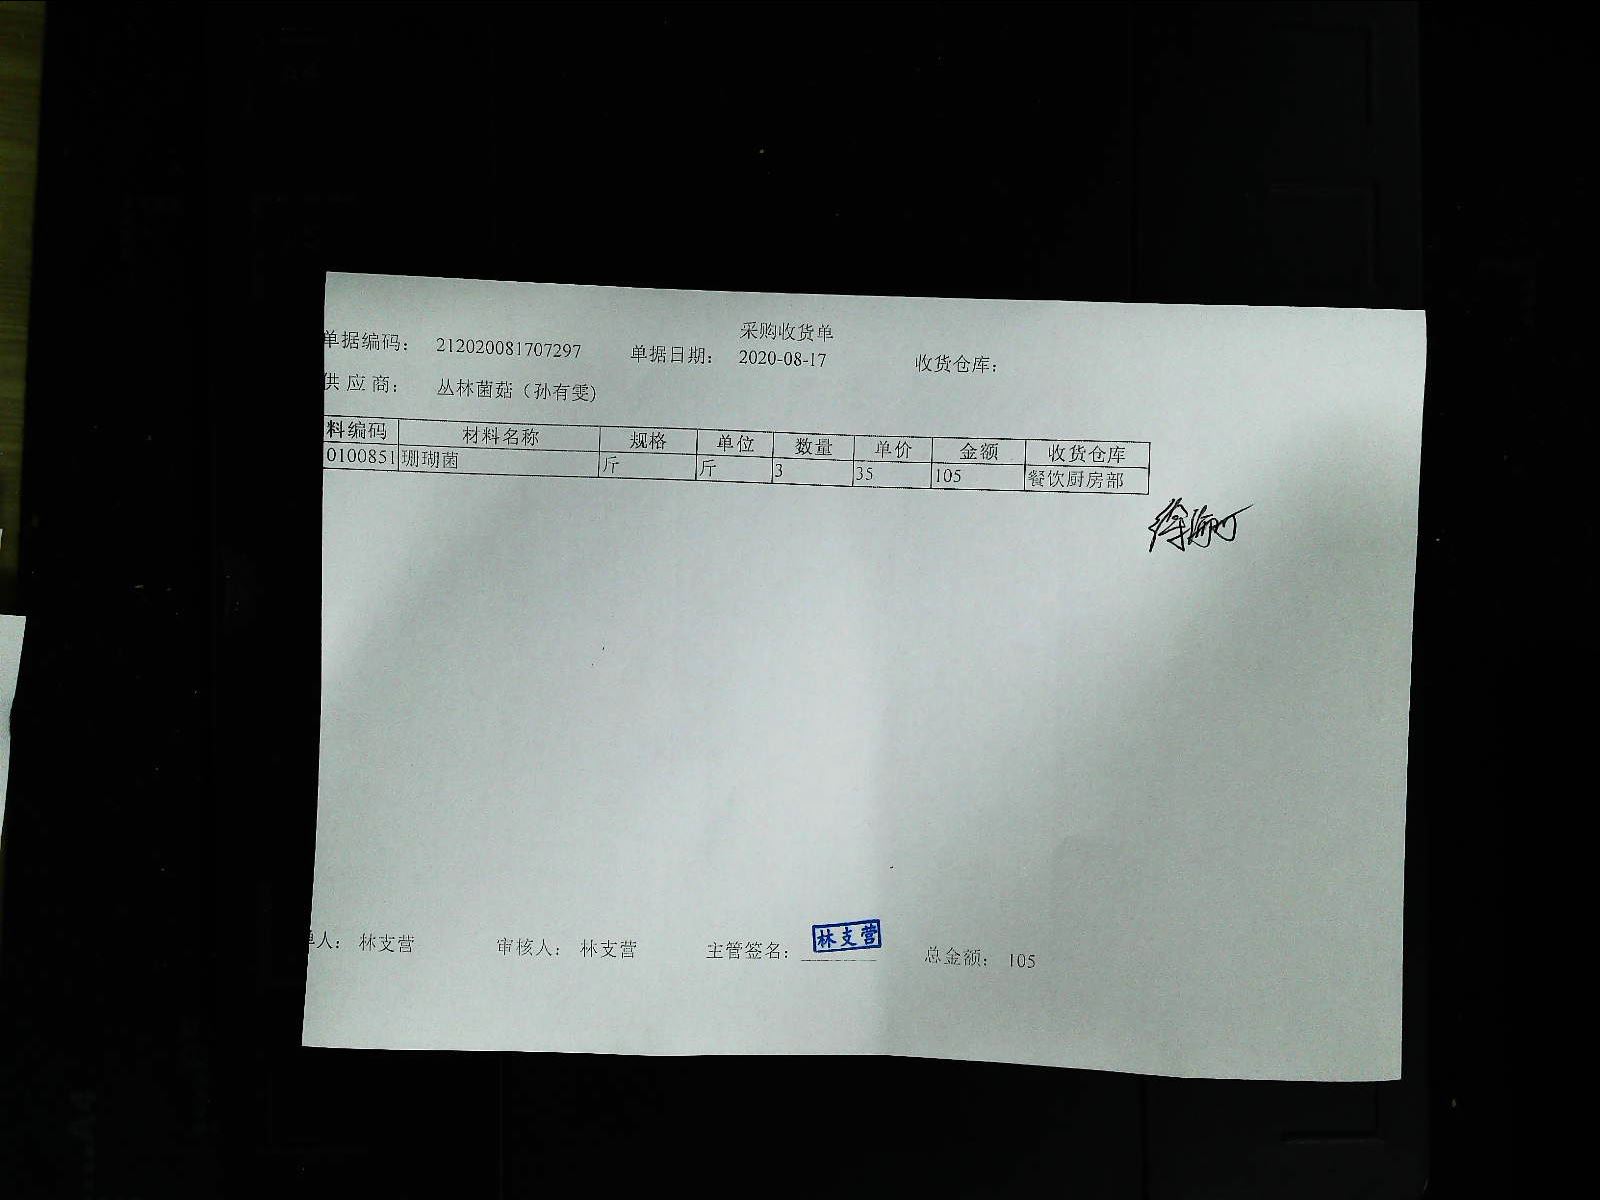 采购收货单
单据编码： 212020081707297 单据日期： 2020-08-17 收货仓库：
供应商： 丛林菌菇（孙有雯）
料编码 材料名称 规格 单位 数量 单价 金额 收货仓库
0100851 珊瑚菌 斤 斤 3 35 105 餐饮厨房部
单人： 林支营 审核人： 林支营 主管签名： 林支营 总金额： 105